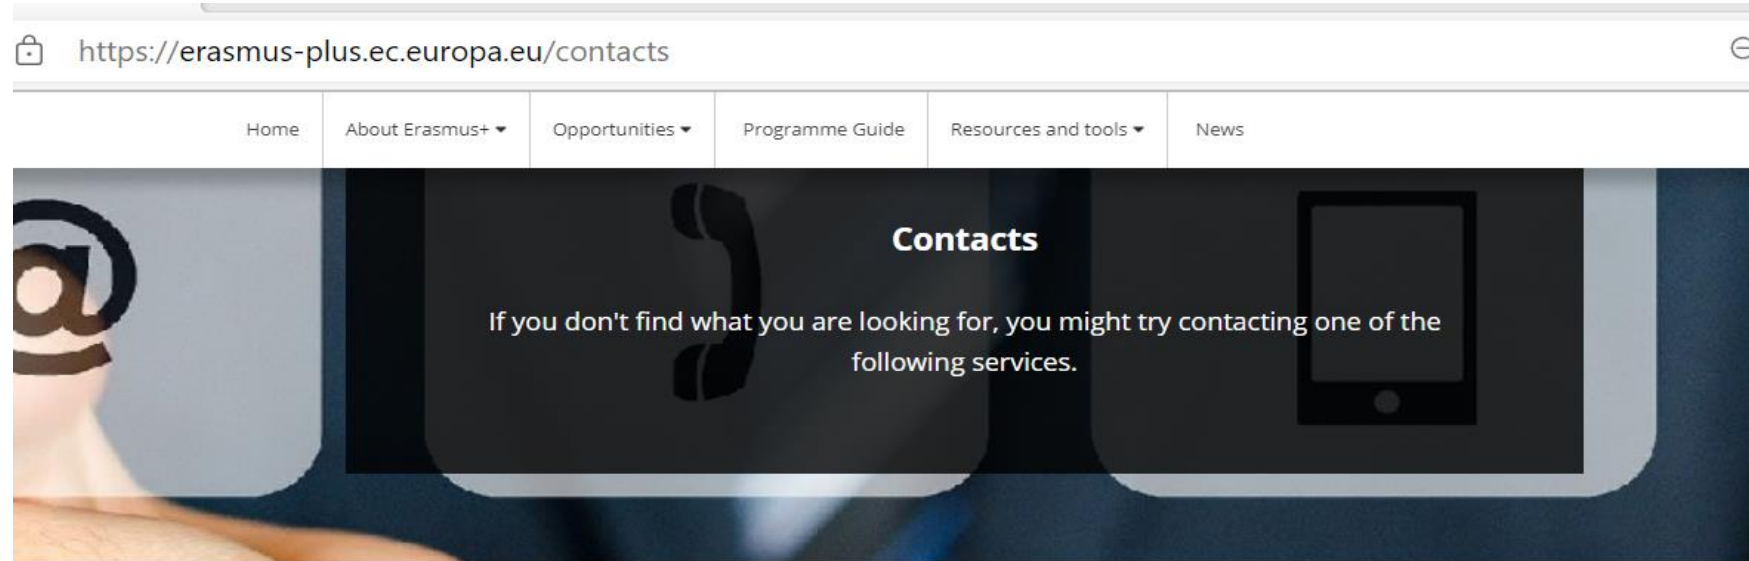 https://erasmus-plus.ec.europa.eu/contacts
Home About Erasmus+ Opportunities Programme Guide Resources and tools News
Contacts
If you don't find what you are looking for, you might try contacting one of the
following services.